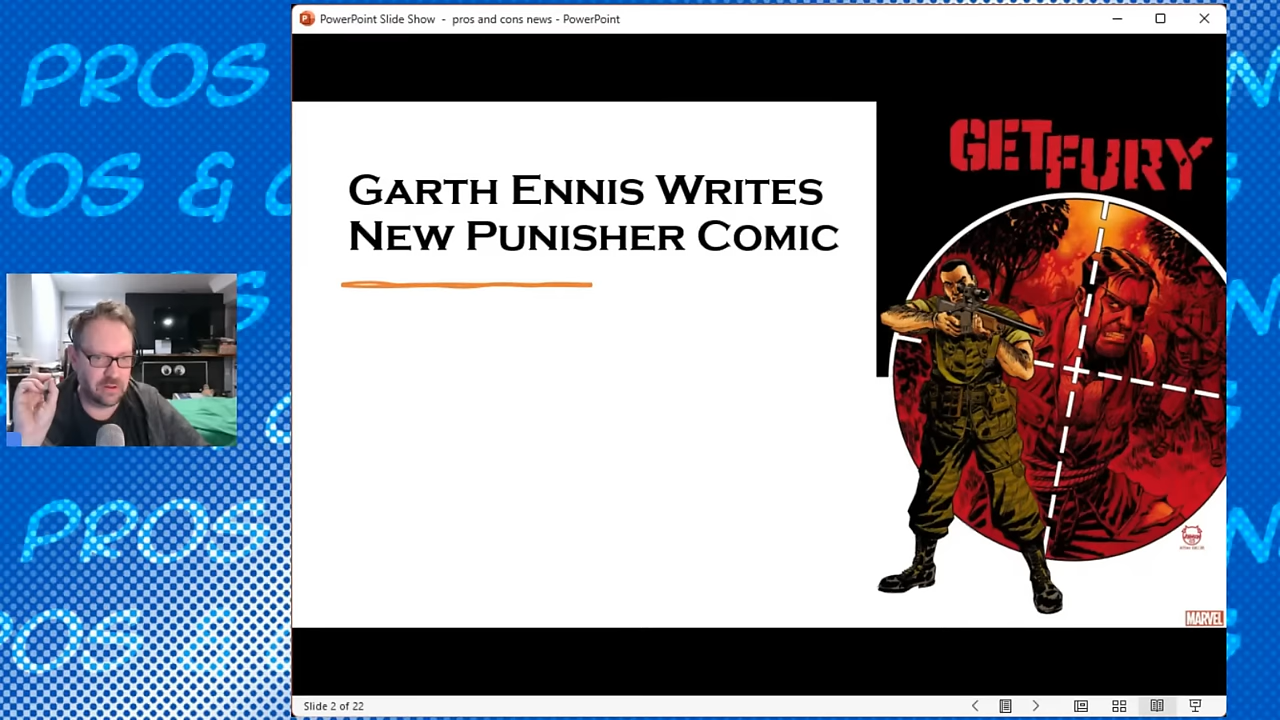 PowerPoint Slide Show - pros and cons news - PowerPoint
PROS
PROS &
PROS
PROS
GARTH ENNIS WRITES
NEW PUNISHER COMIC
GET FURY
MARVEL
Slide 2 of 22